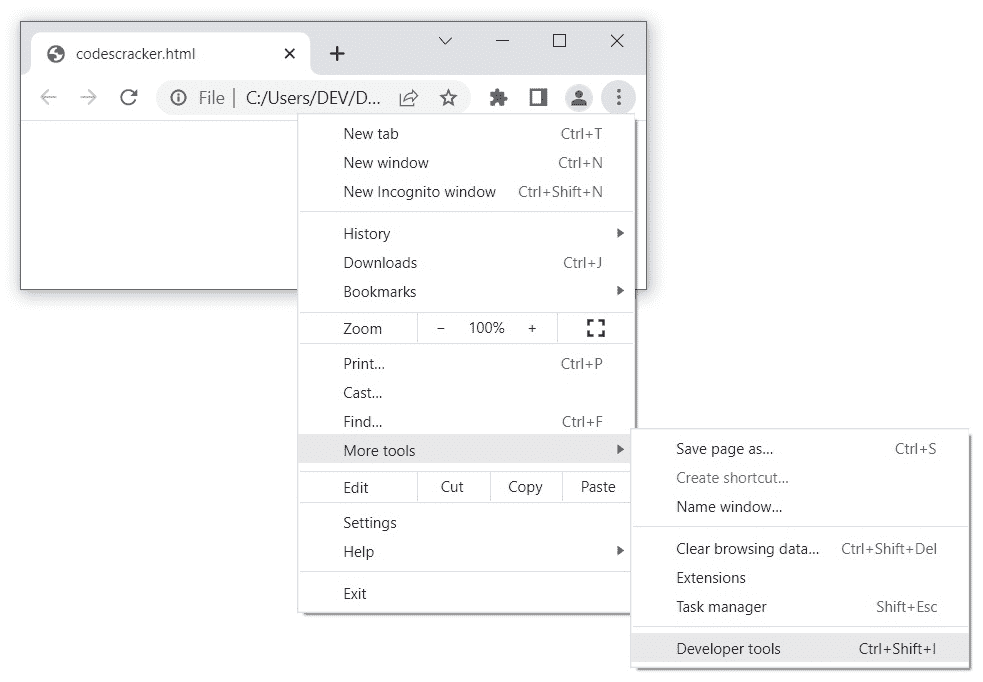 codescracker.html
File | C:/Users/DEV/D...
New tab Ctrl+T
New window Ctrl+N
New Incognito window Ctrl+Shift+N
History
Downloads Ctrl+J
Bookmarks
Zoom − 100% +
Print... Ctrl+P
Cast...
Find... Ctrl+F
More tools
Edit Cut Copy Paste
Settings
Help
Exit
Save page as... Ctrl+S
Create shortcut...
Name window...
Clear browsing data... Ctrl+Shift+Del
Extensions
Task manager Shift+Esc
Developer tools Ctrl+Shift+I